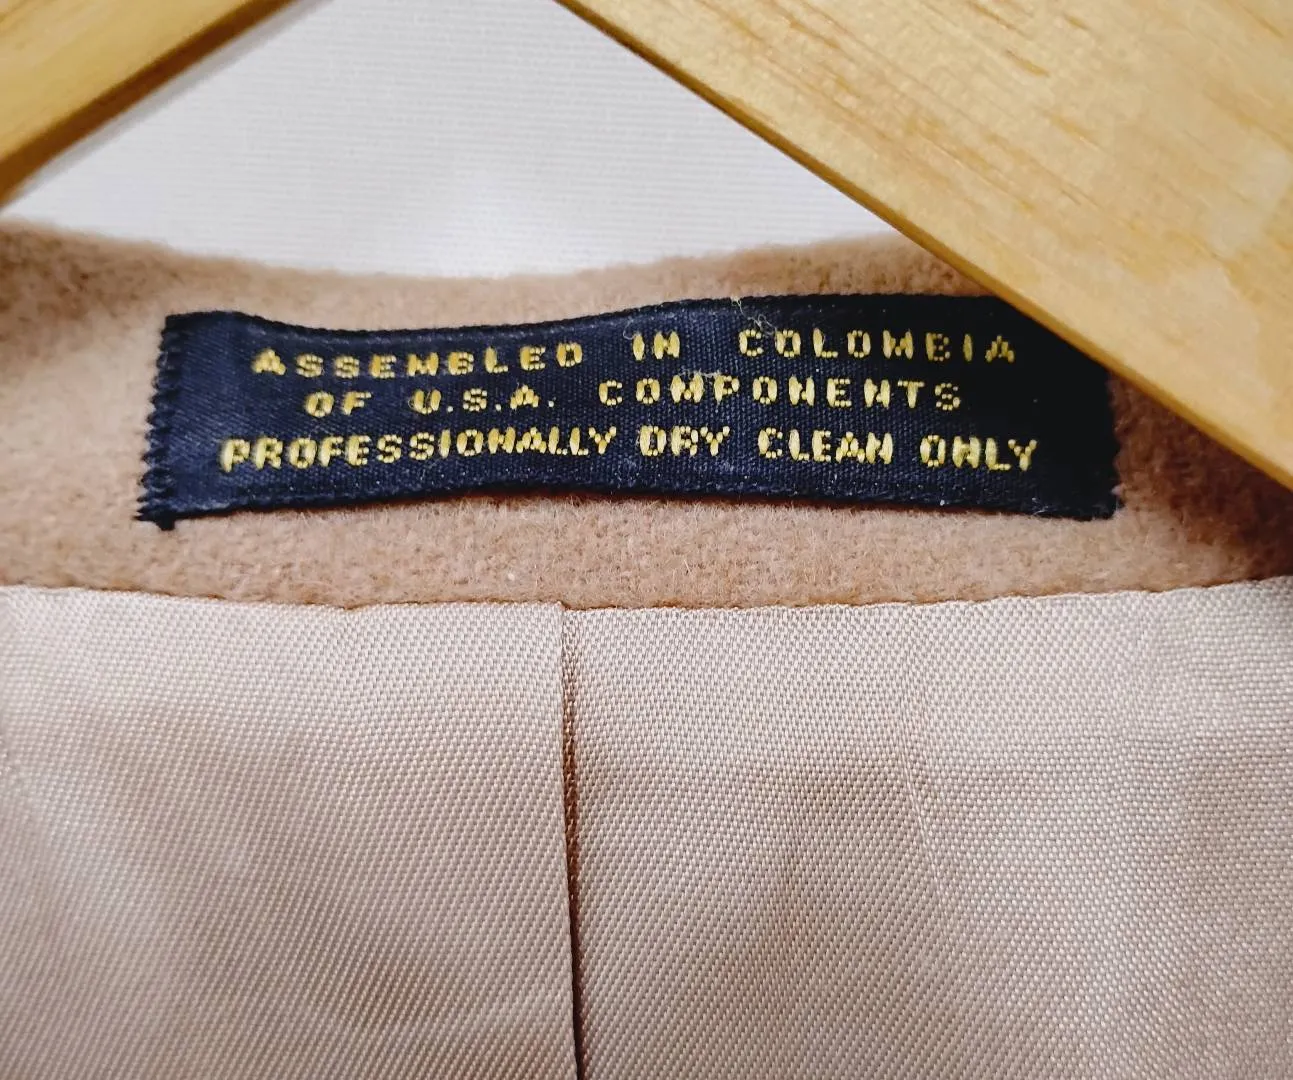 ASSEMBLED IN COLOMBIA
OF U.S.A. COMPONENTS
PROFESSIONALLY DRY CLEAN ONLY